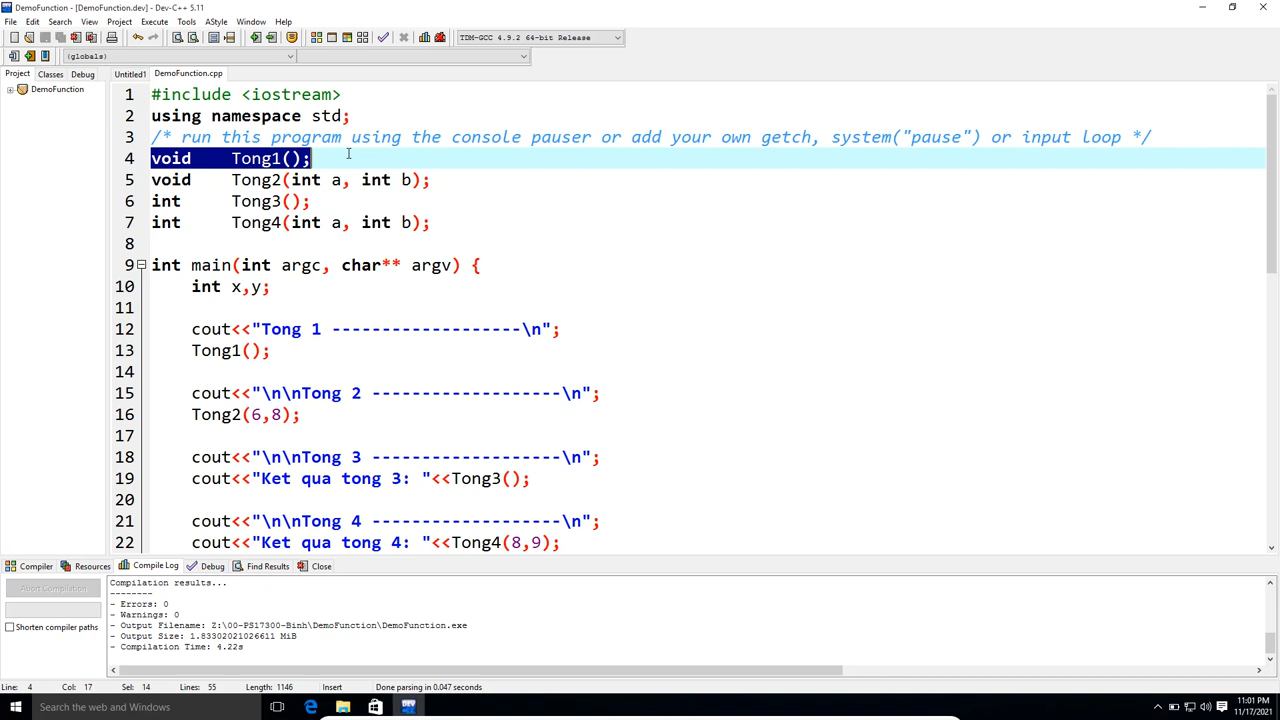 DemoFunction - [DemoFunction.dev] - Dev-C++ 5.11
File Edit Search View Project Execute Tools AStyle Window Help
TDM-GCC 4.9.2 64-bit Release
(globals)
Project Classes Debug Untitled1 DemoFunction.cpp
DemoFunction
1 #include <iostream>
2 using namespace std;
3 /* run this program using the console pauser or add your own getch, system("pause") or input loop */
4 void Tong1();
5 void Tong2(int a, int b);
6 int Tong3();
7 int Tong4(int a, int b);
8
9 int main(int argc, char** argv) {
10 int x,y;
11
12 cout<<"Tong 1 -------------------\n";
13 Tong1();
14
15 cout<<"\n\nTong 2 -------------------\n";
16 Tong2(6,8);
17
18 cout<<"\n\nTong 3 -------------------\n";
19 cout<<"Ket qua tong 3: "<<Tong3();
20
21 cout<<"\n\nTong 4 -------------------\n";
22 cout<<"Ket qua tong 4: "<<Tong4(8,9);
Compiler Resources Compile Log Debug Find Results Close
Abort Compilation
Shorten compiler paths
Compilation results...
--------
- Errors: 0
- Warnings: 0
- Output Filename: Z:\00-PS17300-Binh\DemoFunction\DemoFunction.exe
- Output Size: 1.83302021026611 MiB
- Compilation Time: 4.22s
Line: 4 Col: 17 Sel: 14 Lines: 55 Length: 1146 Insert Done parsing in 0.047 seconds
Search the web and Windows
11:01 PM
11/17/2021